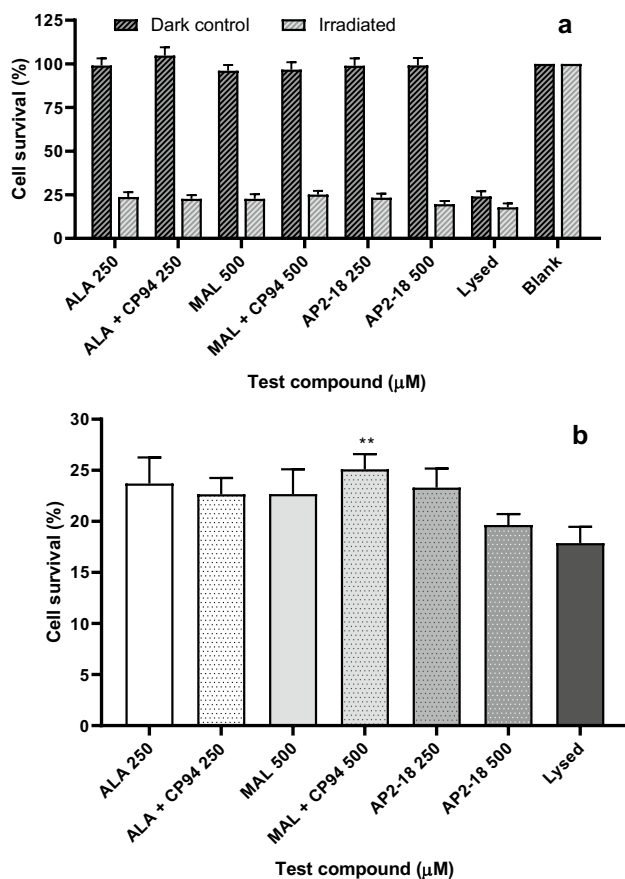 Dark control
Irradiated
a
Cell survival (%)
125
100
75
50
25
0
ALA 250
ALA + CP94 250
MAL 500
MAL + CP94 500
AP2-18 250
AP2-18 500
Lysed
Blank
Test compound (μM)
b
Cell survival (%)
30
25
20
15
10
5
0
**
ALA 250
ALA + CP94 250
MAL 500
MAL + CP94 500
AP2-18 250
AP2-18 500
Lysed
Test compound (μM)